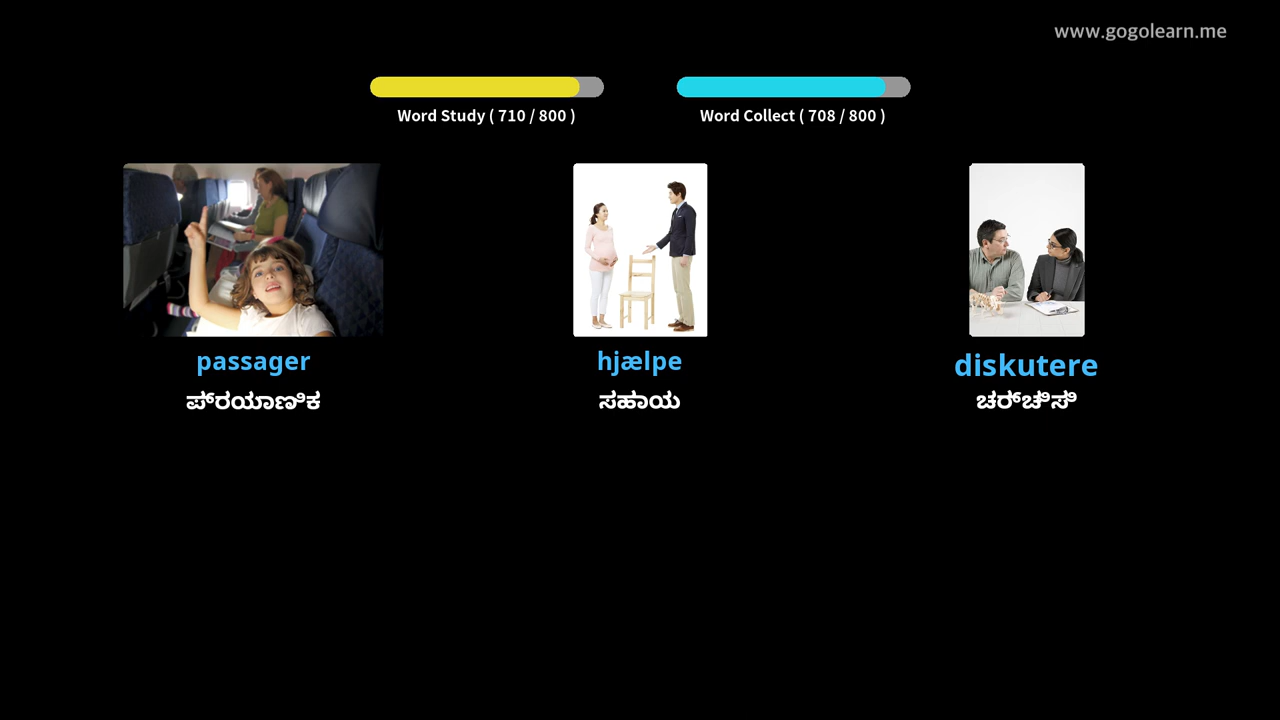 www.gogolearn.me
Word Study ( 710 / 800 )
Word Collect ( 708 / 800 )
passager
hjælpe
diskutere
ಪ್ರಯಾಣಿಕ
ಸಹಾಯ
ಚರ್ಚಿಸಿ